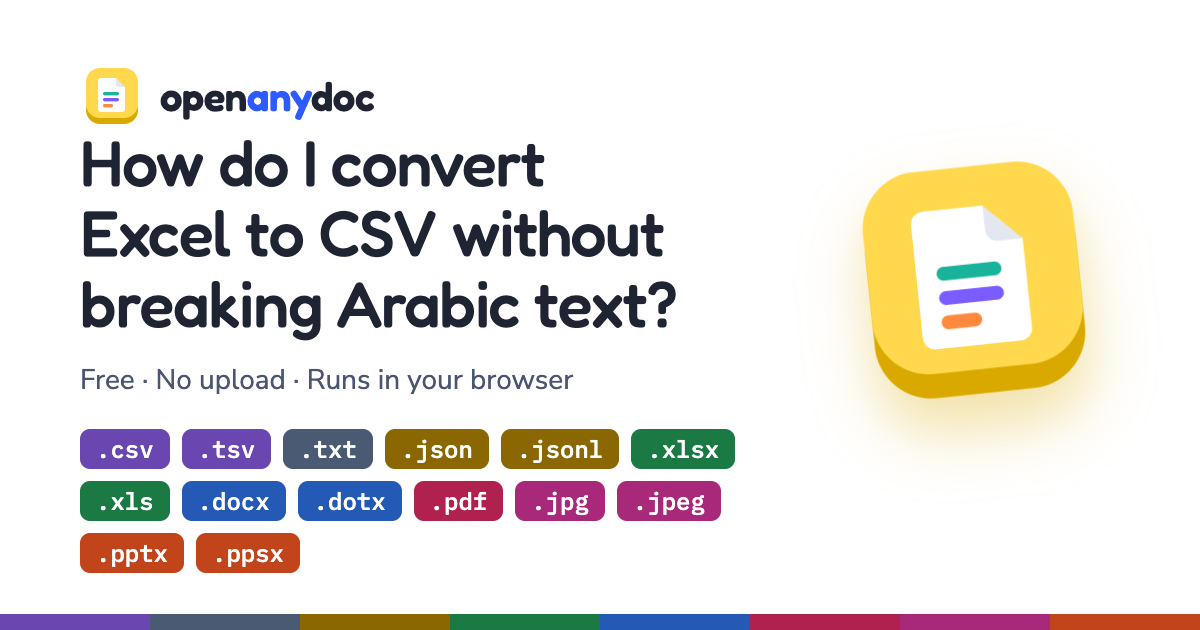 openanydoc
How do I convert
Excel to CSV without
breaking Arabic text?
Free · No upload · Runs in your browser
.csv .tsv .txt .json .jsonl .xlsx
.xls .docx .dotx .pdf .jpg .jpeg
.pptx .ppsx